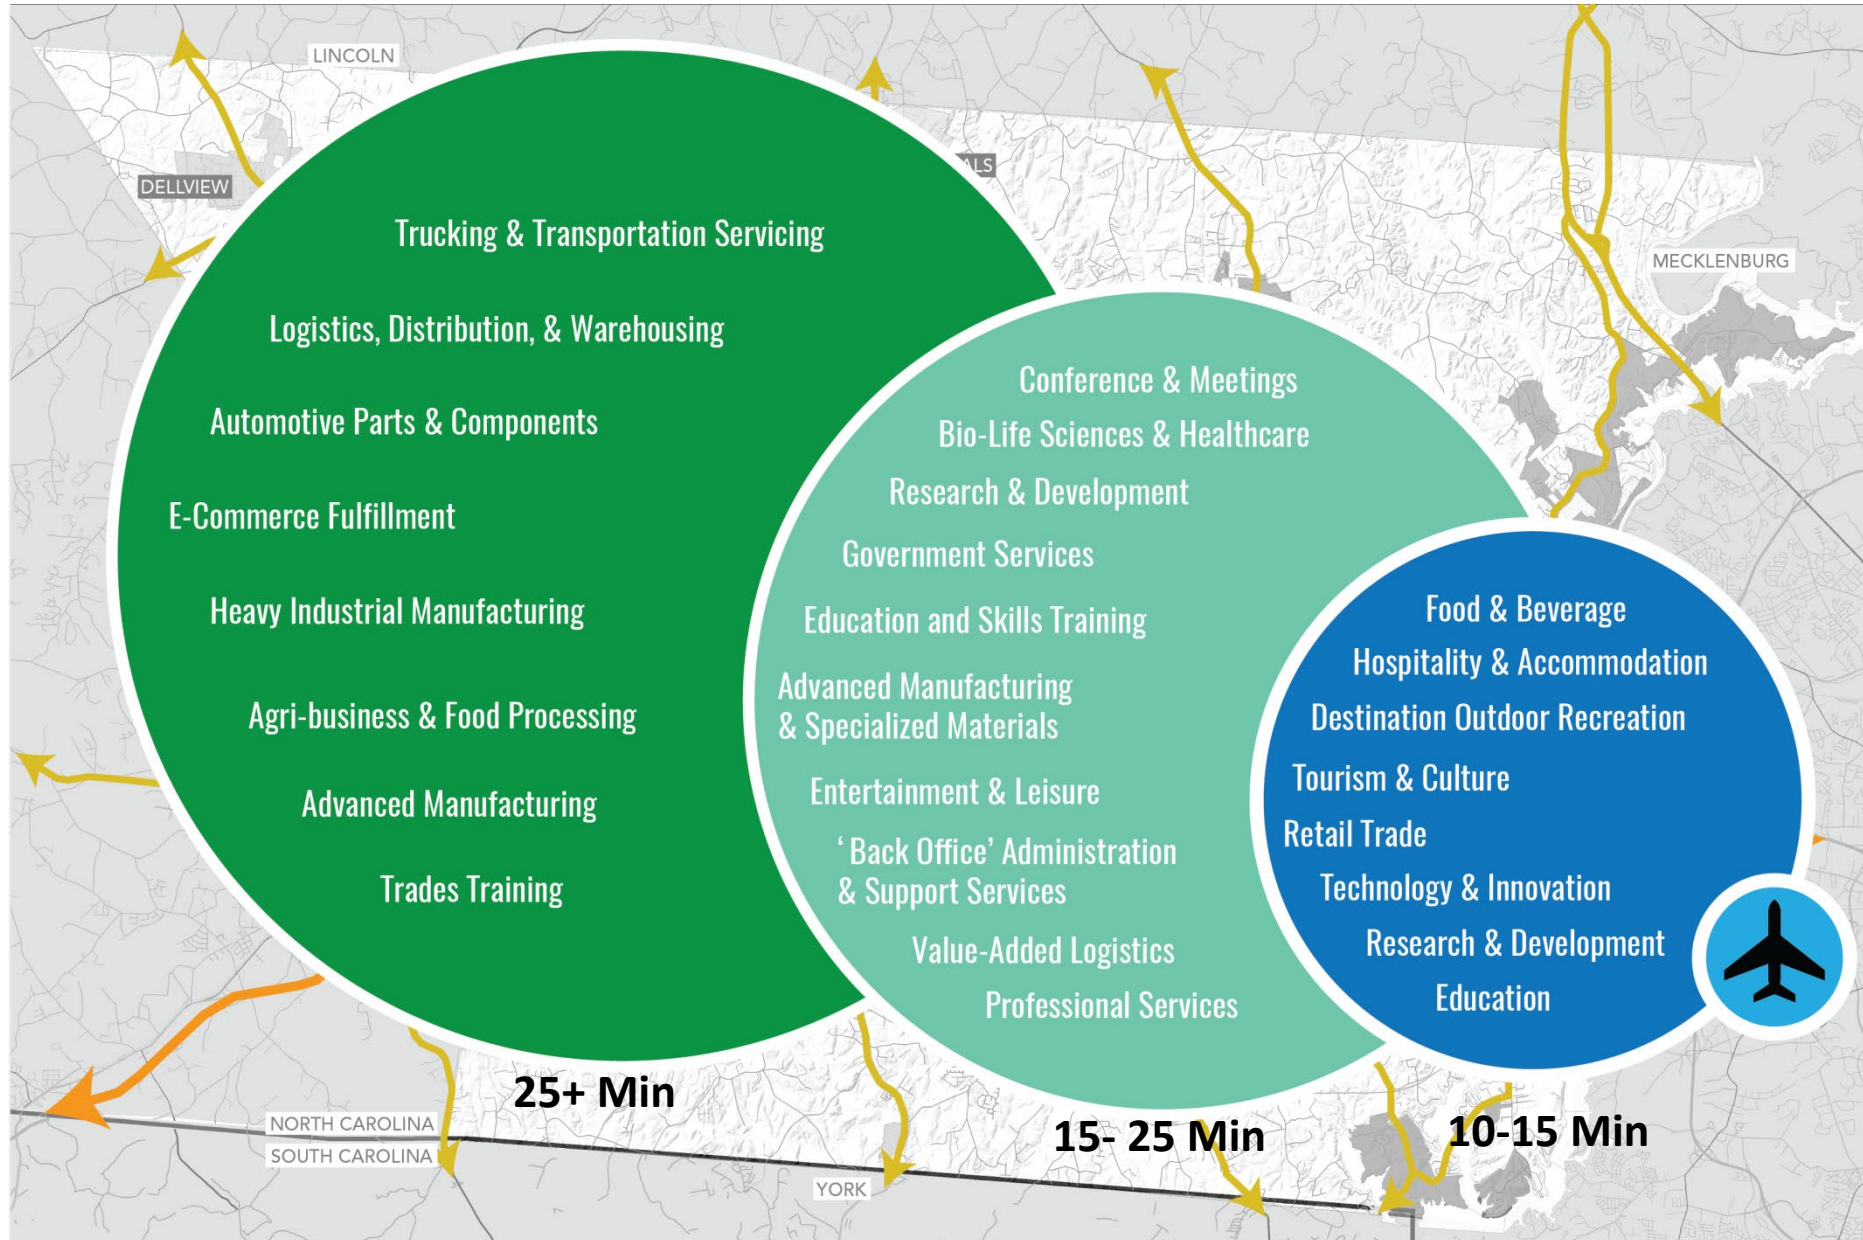 LINCOLN
DELLVIEW
ALS
MECKLENBURG
Trucking & Transportation Servicing
Logistics, Distribution, & Warehousing
Automotive Parts & Components
E-Commerce Fulfillment
Heavy Industrial Manufacturing
Agri-business & Food Processing
Advanced Manufacturing
Trades Training
Conference & Meetings
Bio-Life Sciences & Healthcare
Research & Development
Government Services
Education and Skills Training
Advanced Manufacturing
& Specialized Materials
Entertainment & Leisure
‘ Back Office’ Administration
& Support Services
Value-Added Logistics
Professional Services
Food & Beverage
Hospitality & Accommodation
Destination Outdoor Recreation
Tourism & Culture
Retail Trade
Technology & Innovation
Research & Development
Education
25+ Min
15- 25 Min
10-15 Min
NORTH CAROLINA
SOUTH CAROLINA
YORK